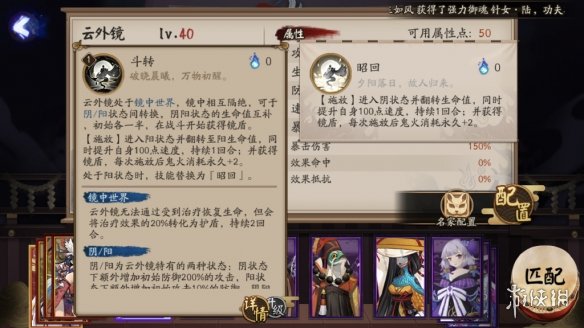 三如风 获得了强力御魂 针女·陆，功夫
云外镜 lv.40
属性
可用属性点：50
1 斗转 0
破晓晨曦，万物初醒。
云外镜处于镜中世界，镜中相互隔绝，可于
阴/阳状态间转换，阴阳状态的生命值互补，
初始各一半，在战斗开始获得镜盾。
【施放】进入阳状态并翻转至阳生命值，同
时提升自身100点速度，持续1回合；并获得
镜盾，每次施放后鬼火消耗永久+2。
处于阳状态时，技能替换为「昭回」。
镜中世界
云外镜无法通过受到治疗恢复生命，但会
将治疗效果的20%转化为护盾，持续2回
合。
阴/阳
阴/阳为云外镜特有的两种状态：阴状态
下额外增加初始防御200%的攻击，阳状
昭回 0
夕阳落日，故人归来。
【施放】进入阴状态并翻转生命值，同时
提升自身100点速度，持续1回合；并获得
镜盾，每次施放后鬼火消耗永久+2。
暴击伤害 150%
效果命中 0%
效果抵抗 0%
名家配置
配置
详情
升级
匹配
游侠网